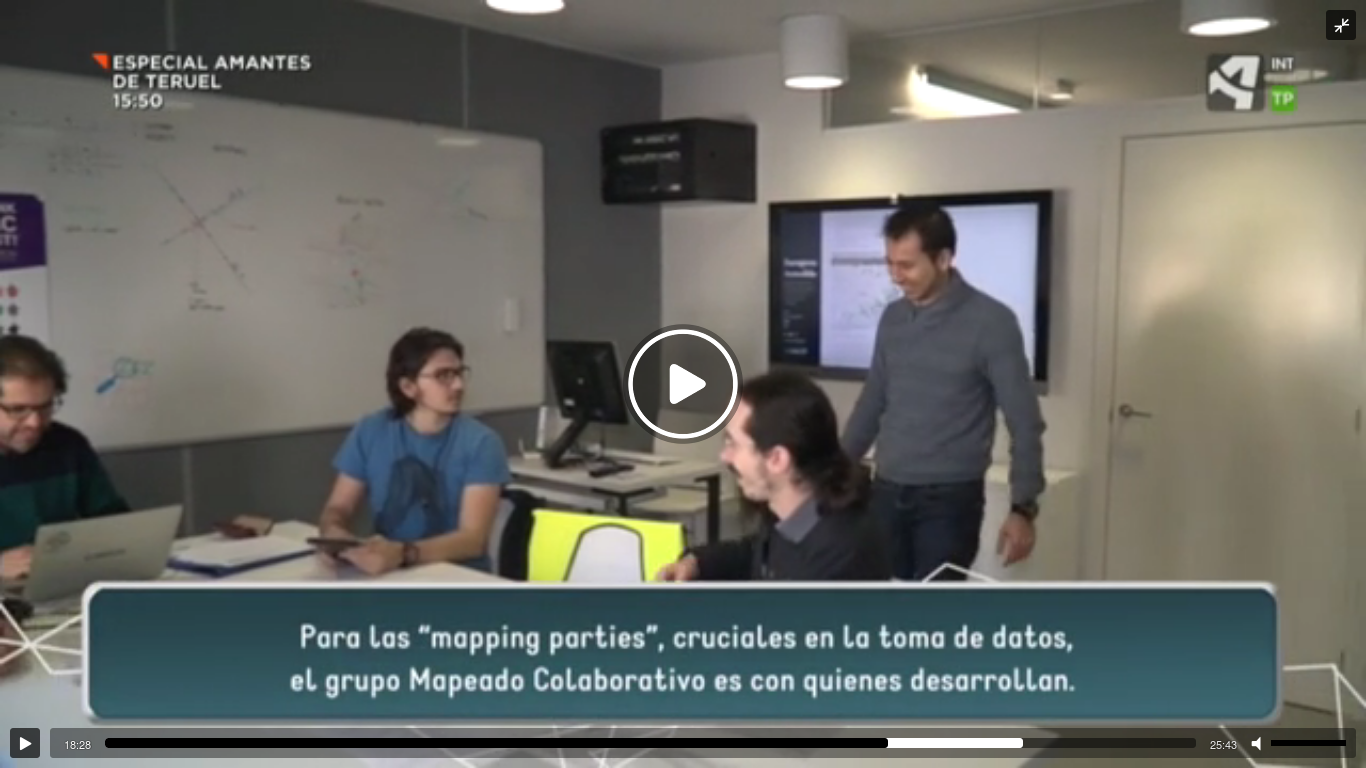 ESPECIAL AMANTES
DE TERUEL
15:50
INT
TP
Para las “mapping parties”, cruciales en la toma de datos,
el grupo Mapeado Colaborativo es con quienes desarrollan.
18:28
25:43